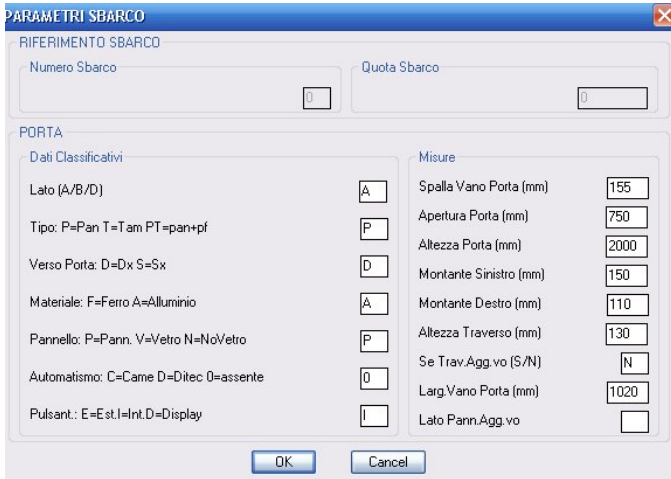 PARAMETRI SBARCO
RIFERIMENTO SBARCO
Numero Sbarco
0
Quota Sbarco
0
PORTA
Dati Classificativi
Lato (A/B/D) A
Tipo: P=Pan T=Tam PT=pan+pf P
Verso Porta: D=Dx S=Sx D
Materiale: F=Ferro A=Alluminio A
Pannello: P=Pann. V=Vetro N=NoVetro P
Automatismo: C=Came D=Ditec 0=assente 0
Pulsant.: E=Est.I=Int.D=Display I
Misure
Spalla Vano Porta (mm) 155
Apertura Porta (mm) 750
Altezza Porta (mm) 2000
Montante Sinistro (mm) 150
Montante Destro (mm) 110
Altezza Traverso (mm) 130
Se Trav.Agg.vo (S/N) N
Larg.Vano Porta (mm) 1020
Lato Pann.Agg.vo
OK Cancel